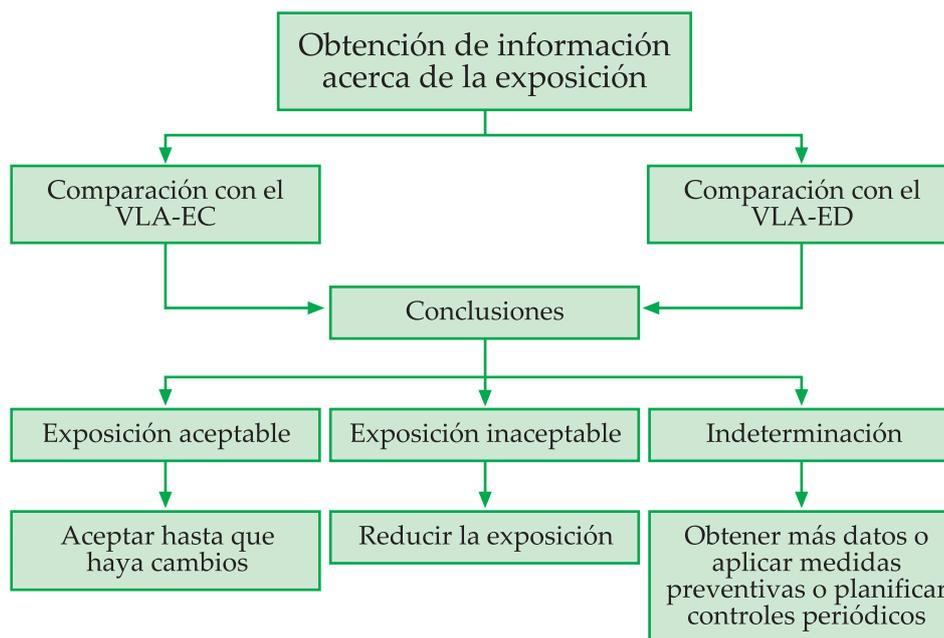 Obtención de información
acerca de la exposición
Comparación con el
VLA-EC
Comparación con el
VLA-ED
Conclusiones
Exposición aceptable
Exposición inaceptable
Indeterminación
Aceptar hasta que
haya cambios
Reducir la exposición
Obtener más datos o
aplicar medidas
preventivas o planificar
controles periódicos